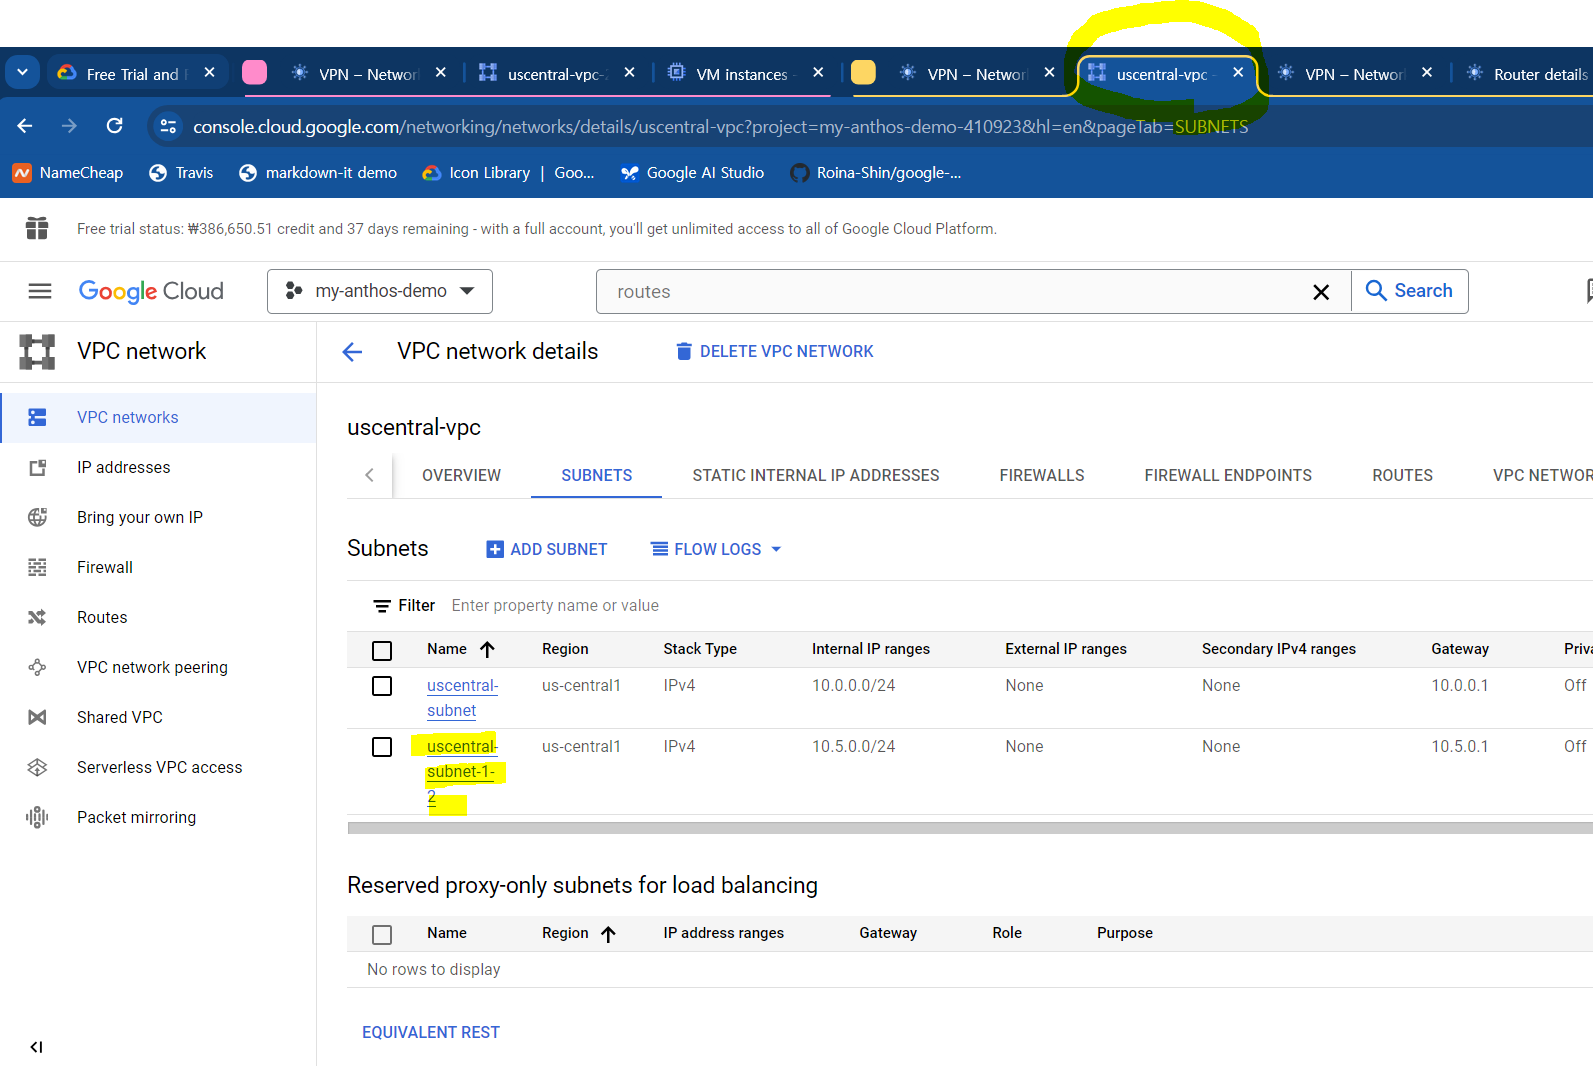 Free Trial and
VPN – Networ
uscentral-vpc-
VM instances -
VPN – Networ
uscentral-vpc -
VPN – Networ
Router details
console.cloud.google.com/networking/networks/details/uscentral-vpc?project=my-anthos-demo-410923&hl=en&pageTab=SUBNETS
NameCheap
Travis
markdown-it demo
Icon Library | Goo...
Google AI Studio
Roina-Shin/google-...
Free trial status: ₩386,650.51 credit and 37 days remaining - with a full account, you'll get unlimited access to all of Google Cloud Platform.
Google Cloud
my-anthos-demo
routes
Search
VPC network
VPC network details
DELETE VPC NETWORK
VPC networks
IP addresses
Bring your own IP
Firewall
Routes
VPC network peering
Shared VPC
Serverless VPC access
Packet mirroring
uscentral-vpc
OVERVIEW SUBNETS STATIC INTERNAL IP ADDRESSES FIREWALLS FIREWALL ENDPOINTS ROUTES VPC NETWOR
Subnets
ADD SUBNET
FLOW LOGS
Filter Enter property name or value
Name Region Stack Type Internal IP ranges External IP ranges Secondary IPv4 ranges Gateway Priva
uscentral- us-central1 IPv4 10.0.0.0/24 None None 10.0.0.1 Off
subnet
uscentral- us-central1 IPv4 10.5.0.0/24 None None 10.5.0.1 Off
subnet-1-
2
Reserved proxy-only subnets for load balancing
Name Region IP address ranges Gateway Role Purpose
No rows to display
EQUIVALENT REST